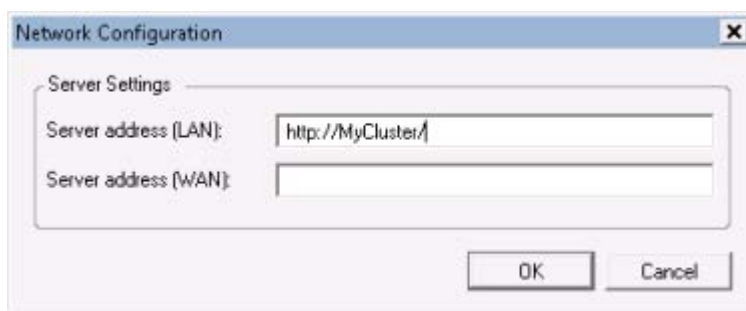 Network Configuration
Server Settings
Server address (LAN):
http://MyCluster/
Server address (WAN):
OK
Cancel